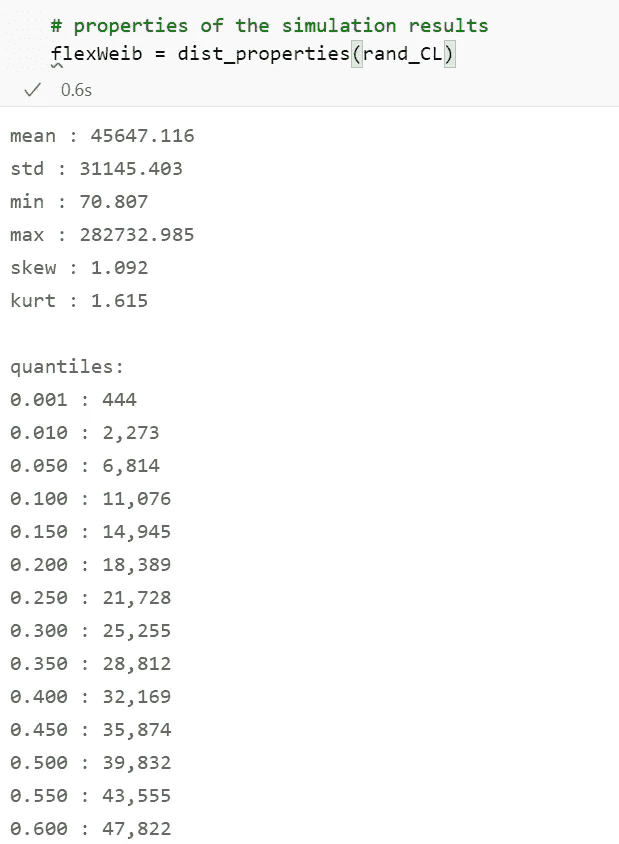 # properties of the simulation results
flexWeib = dist_properties(rand_CL)
0.6s
mean : 45647.116
std : 31145.403
min : 70.807
max : 282732.985
skew : 1.092
kurt : 1.615
quantiles:
0.001 : 444
0.010 : 2,273
0.050 : 6,814
0.100 : 11,076
0.150 : 14,945
0.200 : 18,389
0.250 : 21,728
0.300 : 25,255
0.350 : 28,812
0.400 : 32,169
0.450 : 35,874
0.500 : 39,832
0.550 : 43,555
0.600 : 47,822